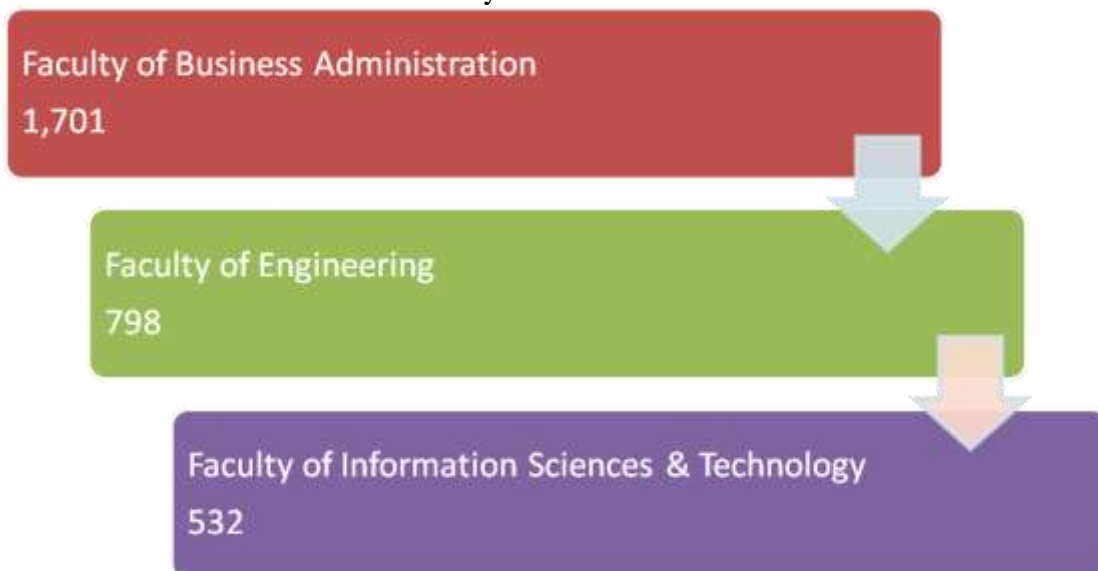 Faculty of Business Administration
1,701
Faculty of Engineering
798
Faculty of Information Sciences & Technology
532